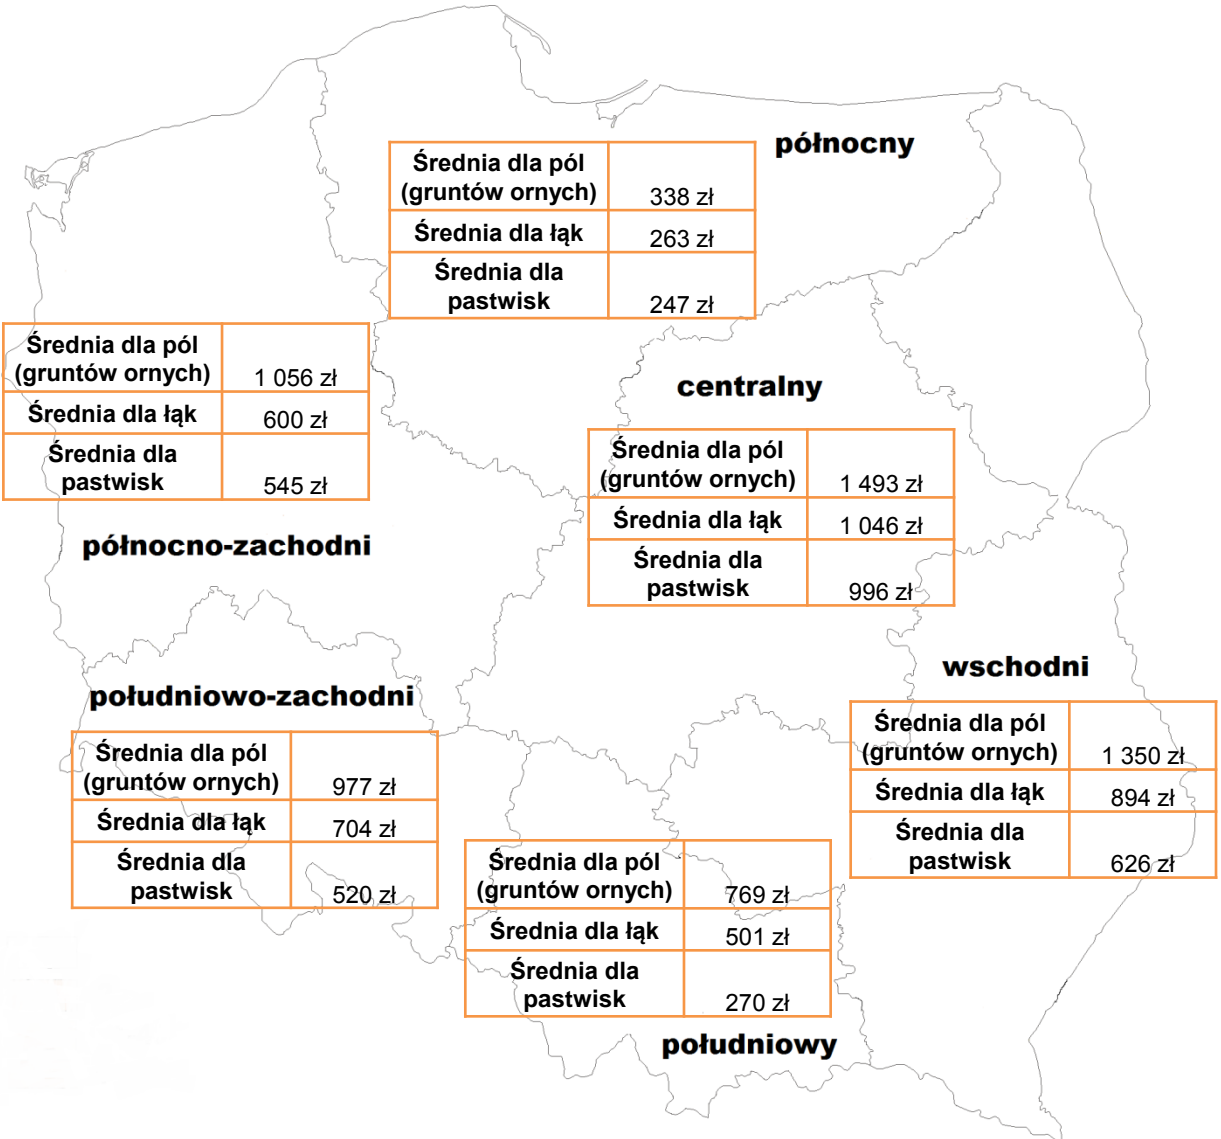 północny
Średnia dla pól
(gruntów ornych) 338 zł
Średnia dla łąk 263 zł
Średnia dla
pastwisk 247 zł
Średnia dla pól
(gruntów ornych) 1 056 zł
Średnia dla łąk 600 zł
Średnia dla
pastwisk 545 zł
północno-zachodni
centralny
Średnia dla pól
(gruntów ornych) 1 493 zł
Średnia dla łąk 1 046 zł
Średnia dla
pastwisk 996 zł
wschodni
Średnia dla pól
(gruntów ornych) 1 350 zł
Średnia dla łąk 894 zł
Średnia dla
pastwisk 626 zł
południowo-zachodni
Średnia dla pól
(gruntów ornych) 977 zł
Średnia dla łąk 704 zł
Średnia dla
pastwisk 520 zł
Średnia dla pól
(gruntów ornych) 769 zł
Średnia dla łąk 501 zł
Średnia dla
pastwisk 270 zł
południowy